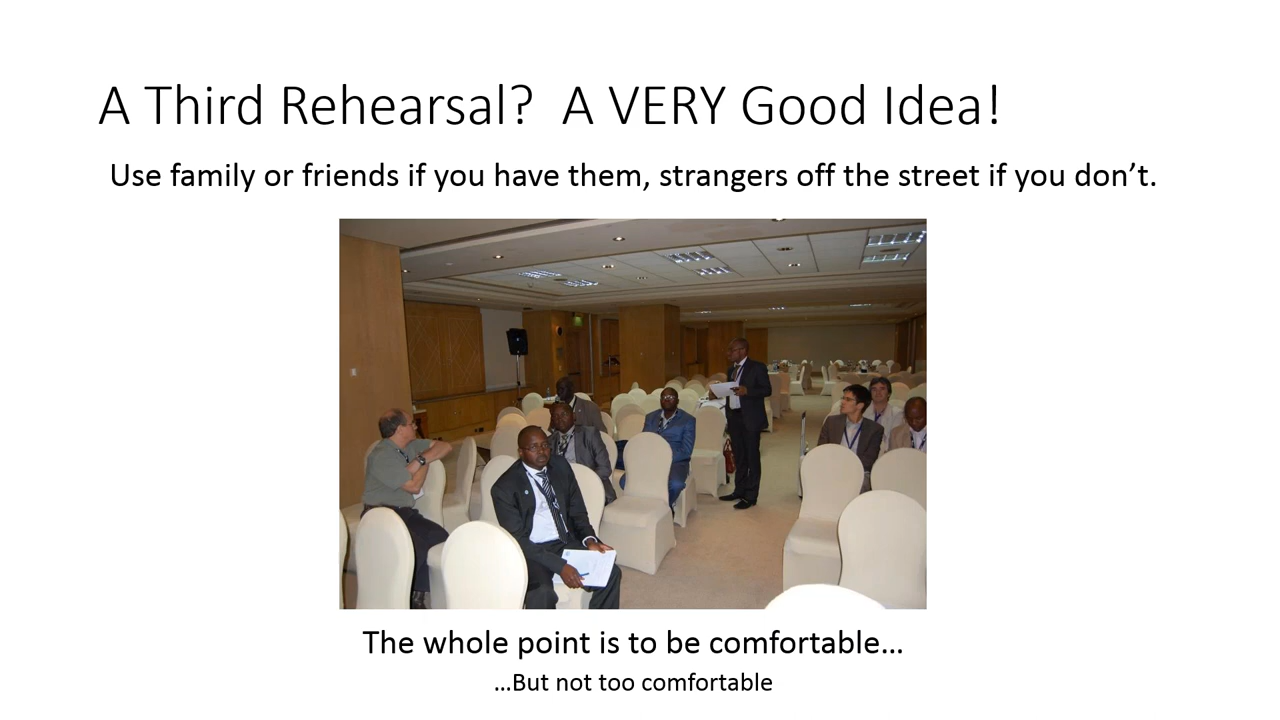 A Third Rehearsal?  A VERY Good Idea!
Use family or friends if you have them, strangers off the street if you don’t.
The whole point is to be comfortable…
…But not too comfortable